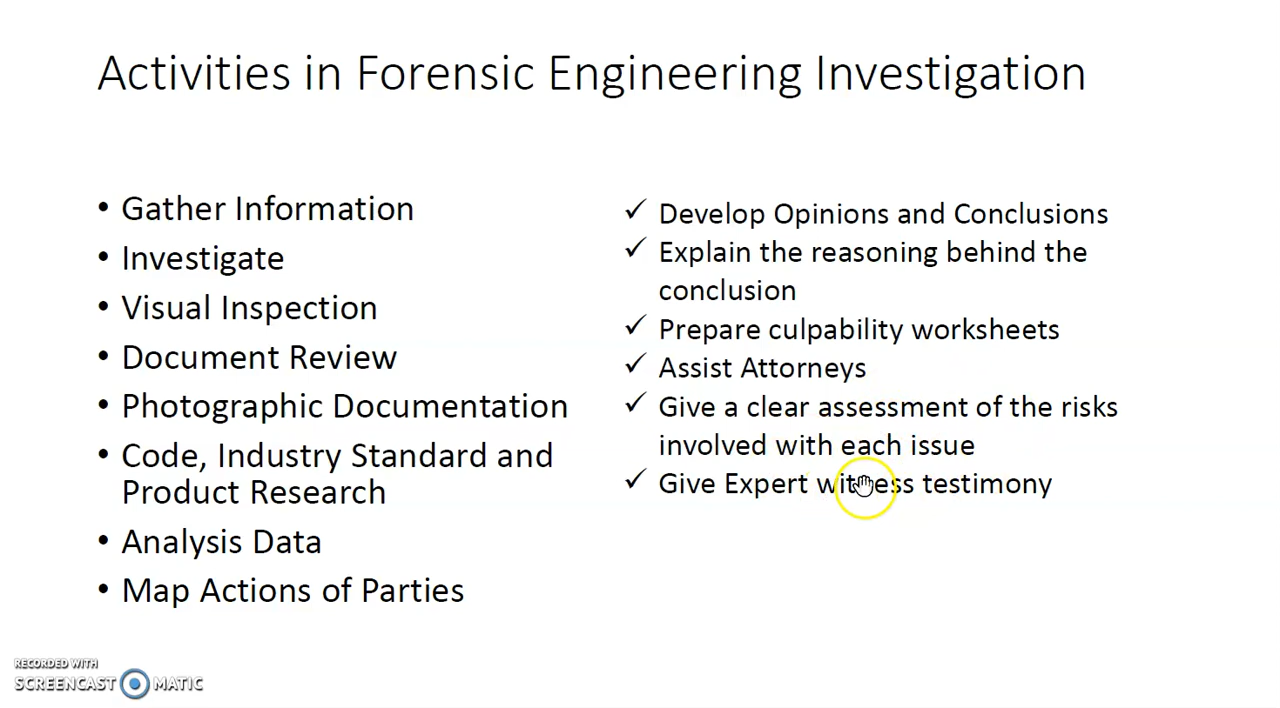 Activities in Forensic Engineering Investigation
• Gather Information
• Investigate
• Visual Inspection
• Document Review
• Photographic Documentation
• Code, Industry Standard and
Product Research
• Analysis Data
• Map Actions of Parties
✓ Develop Opinions and Conclusions
✓ Explain the reasoning behind the
conclusion
✓ Prepare culpability worksheets
✓ Assist Attorneys
✓ Give a clear assessment of the risks
involved with each issue
✓ Give Expert witness testimony
RECORDED WITH
SCREENCAST MATIC